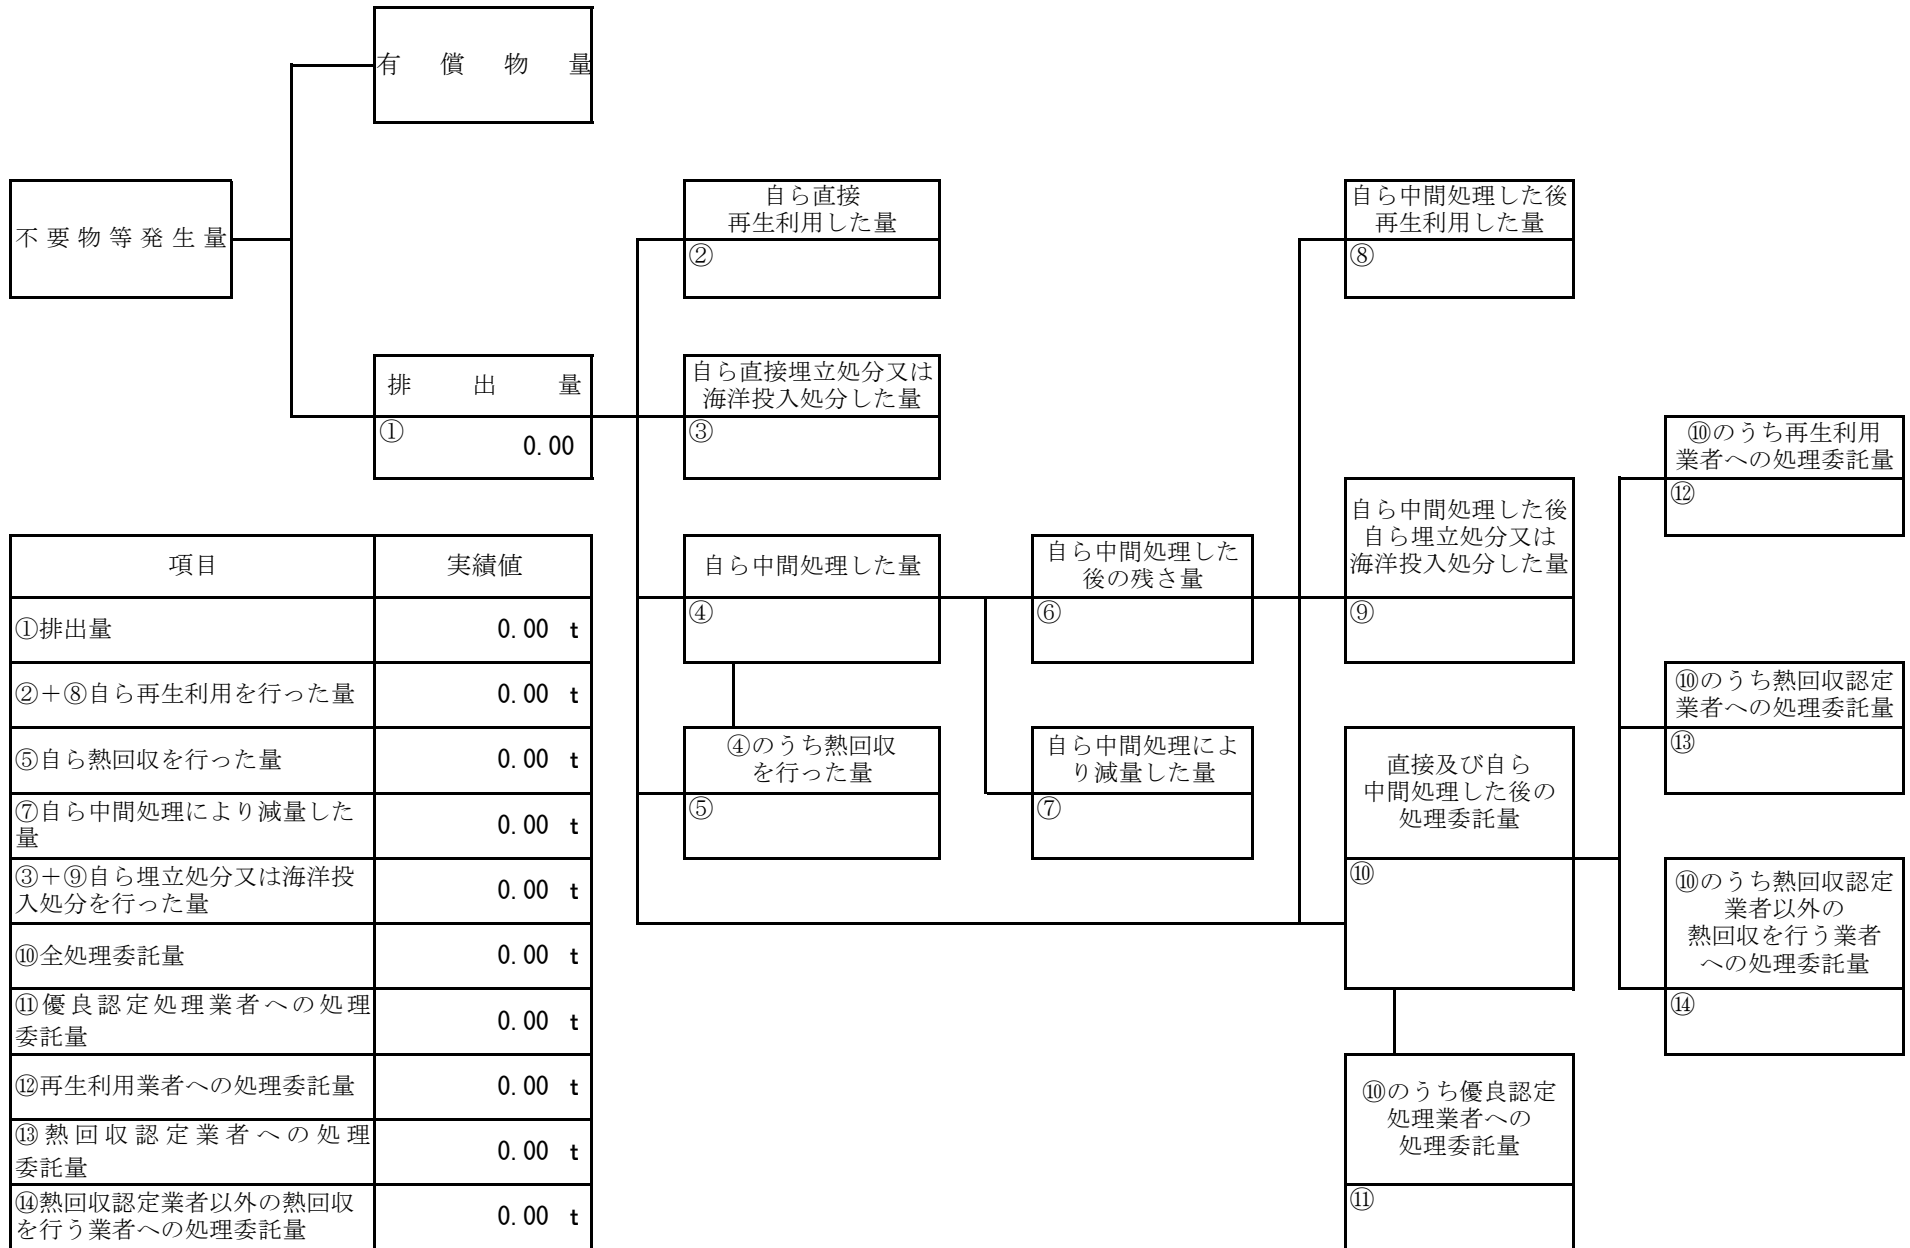 有償物量
不要物等発生量
自ら直接
再生利用した量
②
自ら中間処理した後
再生利用した量
⑧
排出量
①
0.00
自ら直接埋立処分又は
海洋投入処分した量
③
⑩のうち再生利用
業者への処理委託量
⑫
自ら中間処理した後
自ら埋立処分又は
海洋投入処分した量
⑨
自ら中間処理した量
④
自ら中間処理した
後の残さ量
⑥
⑩のうち熱回収認定
業者への処理委託量
⑬
④のうち熱回収
を行った量
⑤
自ら中間処理によ
り減量した量
⑦
直接及び自ら
中間処理した後の
処理委託量
⑩
⑩のうち熱回収認定
業者以外の
熱回収を行う業者
への処理委託量
⑭
⑩のうち優良認定
処理業者への
処理委託量
⑪
項目 実績値
①排出量 0.00 t
②＋⑧自ら再生利用を行った量 0.00 t
⑤自ら熱回収を行った量 0.00 t
⑦自ら中間処理により減量した
量 0.00 t
③＋⑨自ら埋立処分又は海洋投
入処分を行った量 0.00 t
⑩全処理委託量 0.00 t
⑪優良認定処理業者への処理
委託量 0.00 t
⑫再生利用業者への処理委託量 0.00 t
⑬熱回収認定業者への処理
委託量 0.00 t
⑭熱回収認定業者以外の熱回収
を行う業者への処理委託量 0.00 t